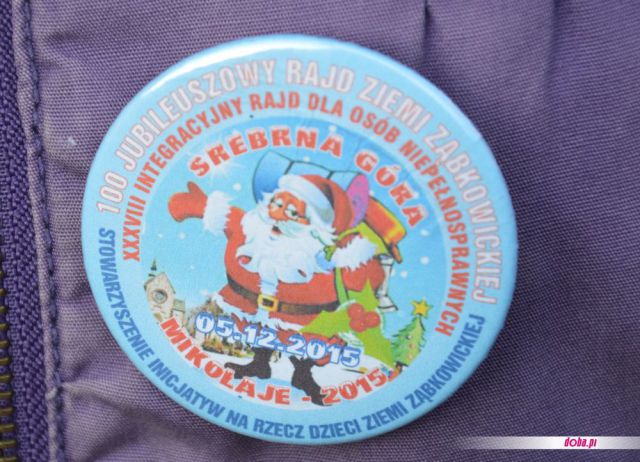 100 JUBILEUSZOWY RAJD ZIEMI ZĄBKOWICKIEJ
XXXVIII INTEGRACYJNY RAJD DLA OSÓB NIEPEŁNOSPRAWNYCH
SREBRNA GÓRA
05.12.2015
MIKOŁAJE - 2015
STOWARZYSZENIE INICJATYW NA RZECZ DZIECI ZIEMI ZĄBKOWICKIEJ
doba.pl